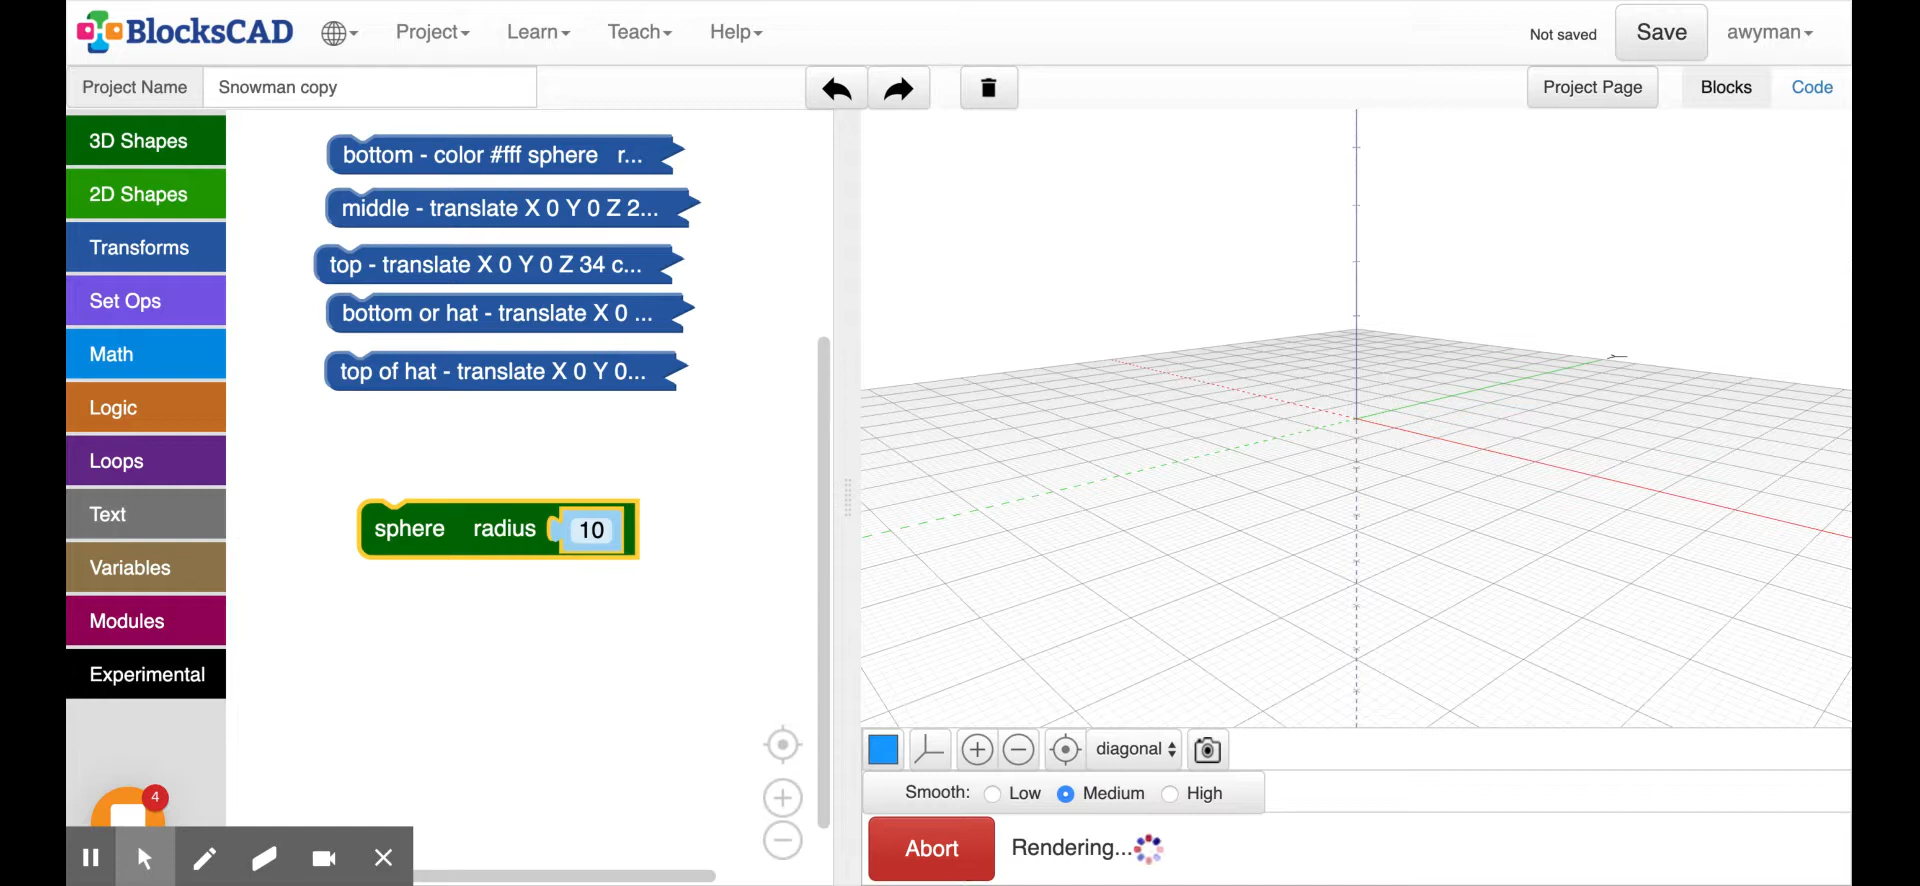 BlocksCAD Project Learn Teach Help Not saved Save awyman
Project Name Snowman copy Project Page Blocks Code
3D Shapes
2D Shapes
Transforms
Set Ops
Math
Logic
Loops
Text
Variables
Modules
Experimental
4
bottom - color #fff sphere r...
middle - translate X 0 Y 0 Z 2...
top - translate X 0 Y 0 Z 34 c...
bottom or hat - translate X 0 ...
top of hat - translate X 0 Y 0...
sphere radius 10
diagonal
Smooth: Low Medium High
Abort Rendering...